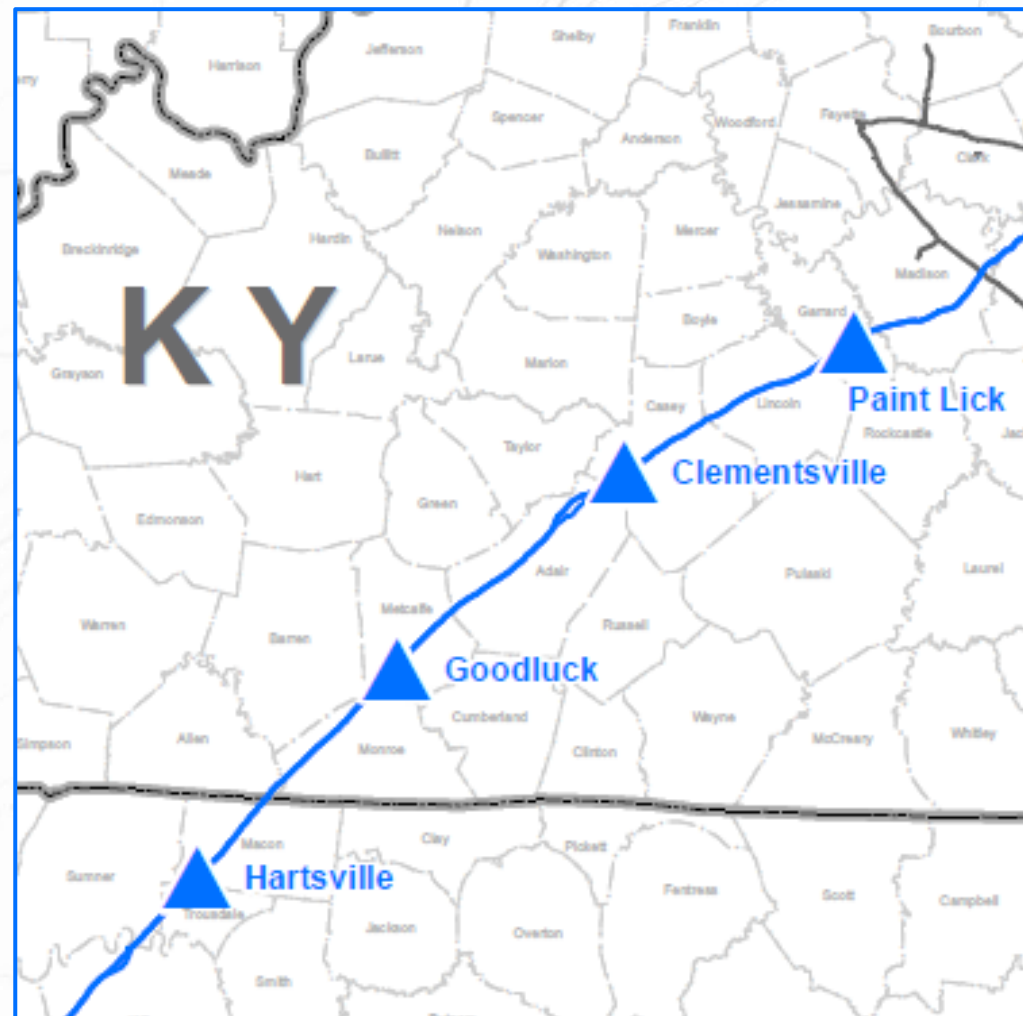 Franklin
Bourbon
Shelby
Jefferson
Harrison
Spencer
Fayette
Woodford
Anderson
Bullitt
Clark
Meade
Jessamine
Nelson
Mercer
Hardin
Breckinridge
Washington
Madison
K Y
Garrard
Boyle
Larue
Marion
Grayson
Paint Lick
Casey
Lincoln
Rockcastle
Taylor
Clementsville
Hart
Green
Edmonson
Adair
Pulaski
Laurel
Metcalfe
Warren
Barren
Russell
Goodluck
Cumberland
Wayne
Whitley
Allen
McCreary
Simpson
Monroe
Clinton
Macon
Clay
Pickett
Sumner
Hartsville
Fentress
Scott
Campbell
Trousdale
Jackson
Overton
Smith